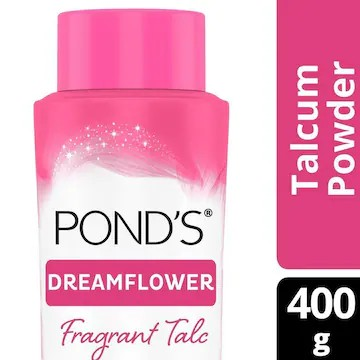 POND'S®
DREAMFLOWER
Fragrant Talc
Talcum
Powder
400
g